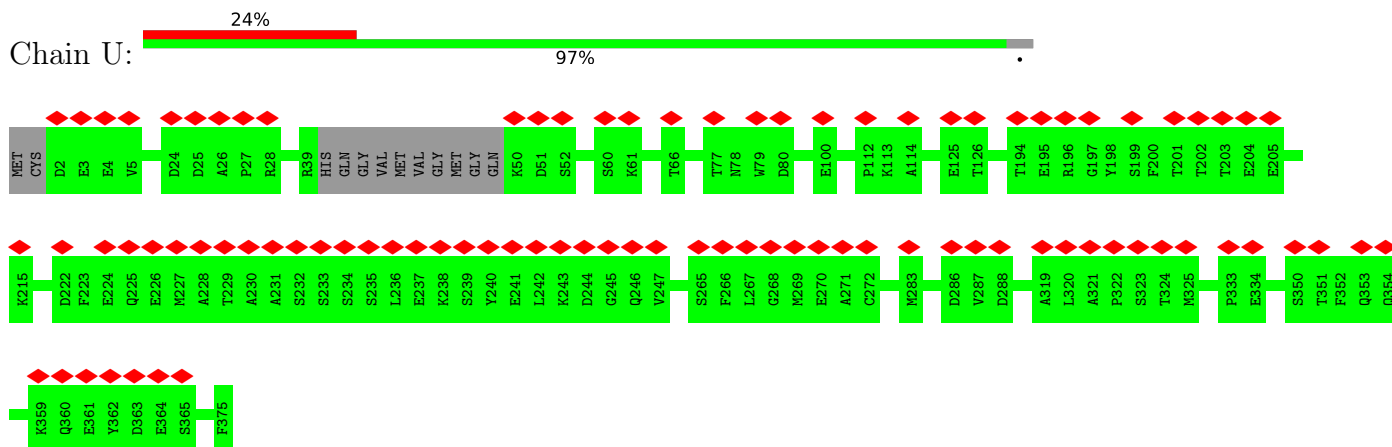 24%
Chain U:
97%
.
MET CYS D2 E3 E4 V5 D24 D25 A26 P27 R28 R39 HIS GLN GLY VAL MET VAL GLY MET GLY GLN K50 D51 S52 S60 K61 T66 T77 N78 W79 D80 E100 P112 K113 A114 E125 T126 T194 E195 R196 G197 Y198 S199 F200 T201 T202 T203 E204 E205
K215 D222 F223 E224 Q225 E226 M227 A228 T229 A230 A231 S232 S233 S234 S235 L236 E237 K238 S239 Y240 E241 L242 K243 D244 G245 Q246 V247 S265 F266 L267 G268 M269 E270 A271 C272 M283 D286 V287 D288 A319 L320 A321 P322 S323 T324 M325 P333 E334 S350 T351 F352 Q353 Q354
K359 Q360 E361 Y362 D363 E364 S365 F375